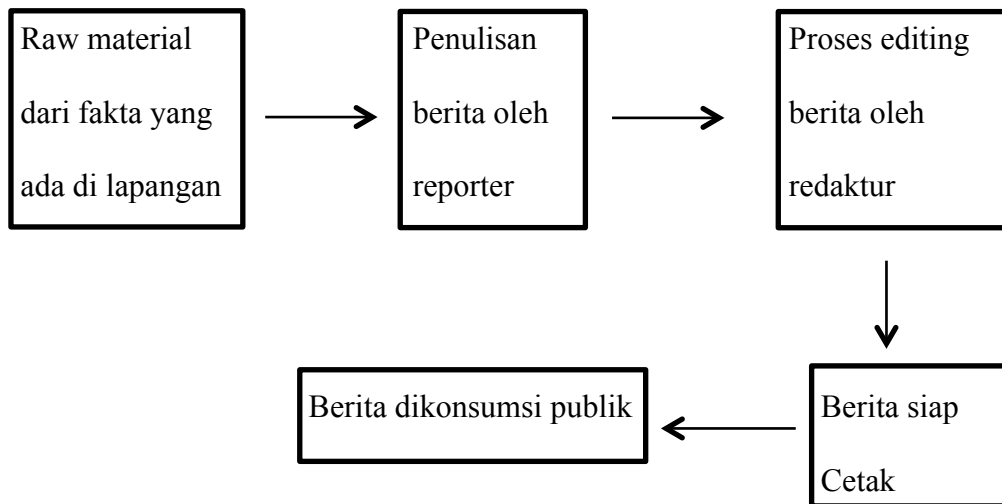 Raw material
dari fakta yang
ada di lapangan
Penulisan
berita oleh
reporter
Proses editing
berita oleh
redaktur
Berita siap
Cetak
Berita dikonsumsi publik